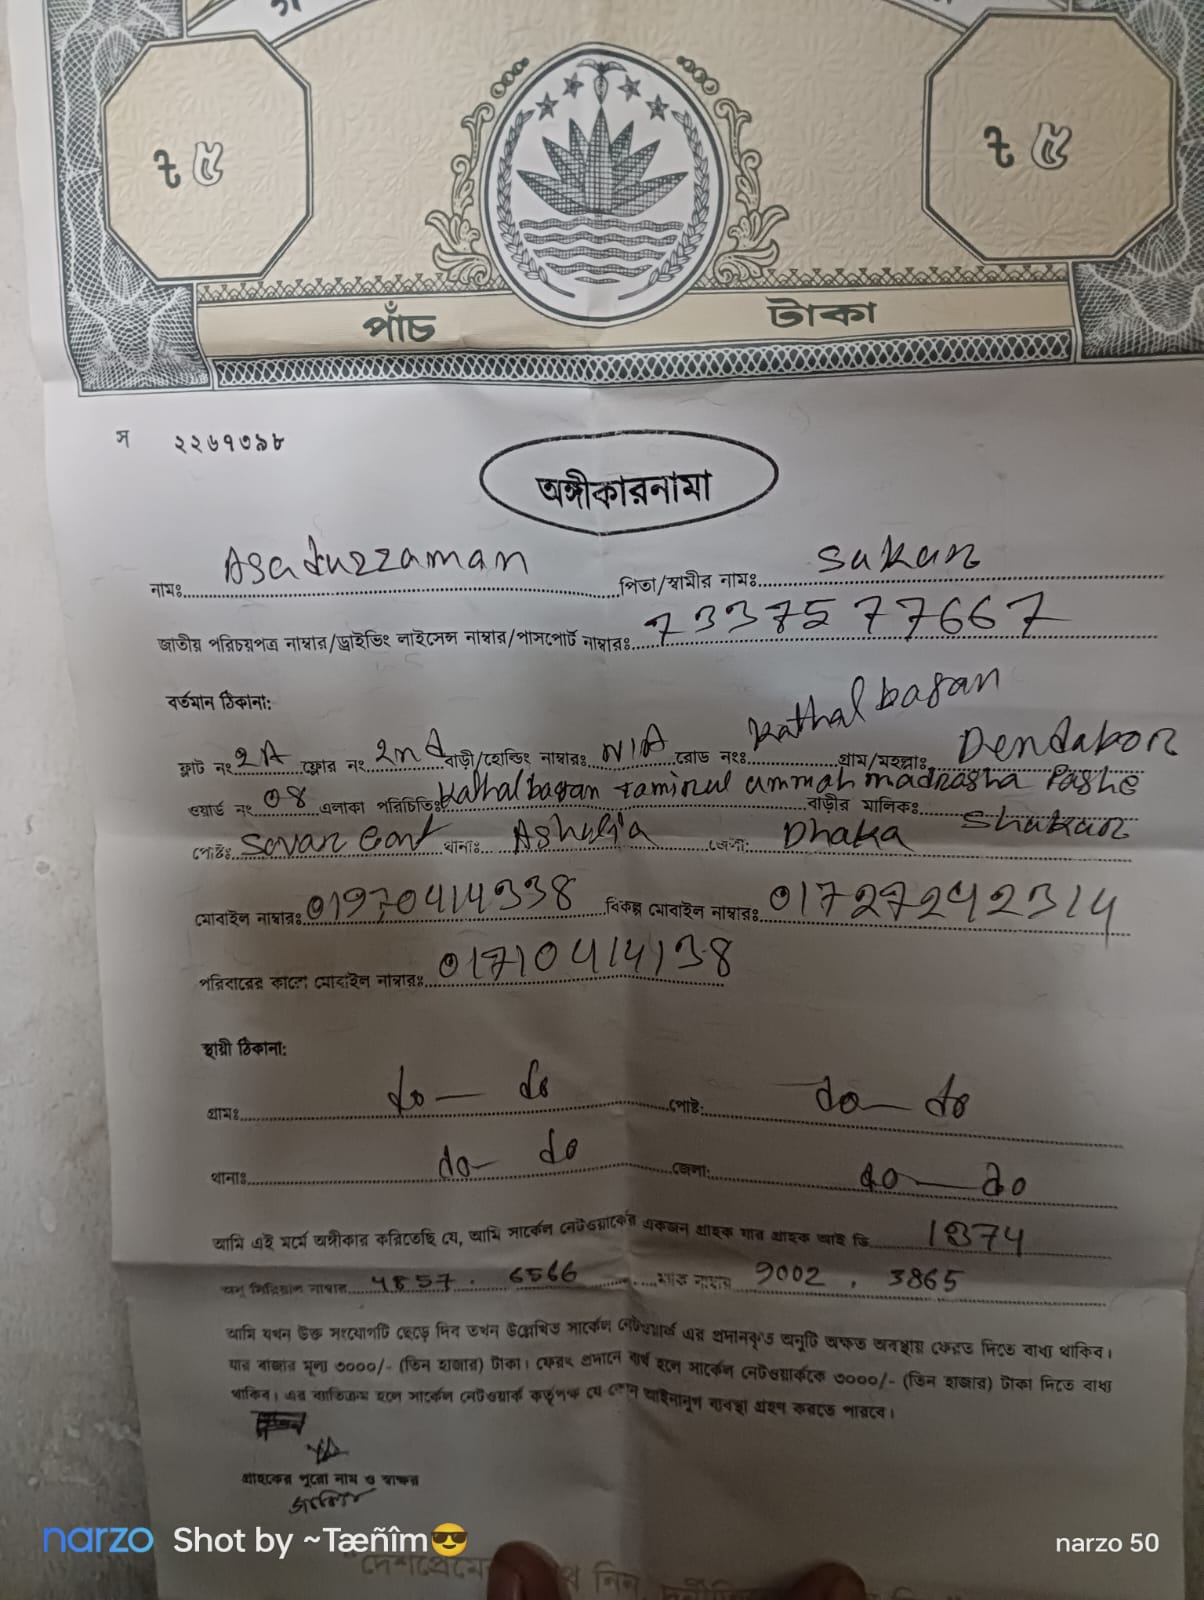 ৳ ৫
৳ ৫
পাঁচ টাকা
স ২২৬৭৩৯৮
অঙ্গীকারনামা
নামঃ Asaduzzaman পিতা/স্বামীর নামঃ Sukur
জাতীয় পরিচয়পত্র নাম্বার/ড্রাইভিং লাইসেন্স নাম্বার/পাসপোর্ট নাম্বারঃ 7337577667
বর্তমান ঠিকানা:
ফ্লাট নং 2A ফ্লোর নং 2nd বাড়ী/হোল্ডিং নাম্বারঃ N/A রোড নংঃ Kathal bagan গ্রাম/মহল্লাঃ Dendabor
ওয়ার্ড নং 08 এলাকা পরিচিতিঃ Kathalbagan tamirul ummah madrasha Pashe বাড়ীর মালিকঃ Shukur
পোষ্টঃ Savar Cant থানাঃ Ashulia জেলা: Dhaka
মোবাইল নাম্বারঃ 01970414338 বিকল্প মোবাইল নাম্বারঃ 01727242314
পরিবারের কারো মোবাইল নাম্বারঃ 01710414138
স্থায়ী ঠিকানা:
গ্রামঃ do — do পোষ্ট: do — do
থানাঃ do — do জেলা: do — do
আমি এই মর্মে অঙ্গীকার করিতেছি যে, আমি সার্কেল নেটওয়ার্কের একজন গ্রাহক যার গ্রাহক আই ডি 18374
অনু সিরিয়াল নাম্বার 4857 . 6566 ম্যাক নাম্বার 9002 . 3865
আমি যখন উক্ত সংযোগটি ছেড়ে দিব তখন উল্লেখিত সার্কেল নেটওয়ার্ক এর প্রদানকৃত অনুটি অক্ষত অবস্থায় ফেরত দিতে বাধ্য থাকিব।
যার বাজার মূল্য ৩০০০/- (তিন হাজার) টাকা। ফেরৎ প্রদানে ব্যর্থ হলে সার্কেল নেটওয়ার্ককে ৩০০০/- (তিন হাজার) টাকা দিতে বাধ্য
থাকিব। এর ব্যতিক্রম হলে সার্কেল নেটওয়ার্ক কর্তৃপক্ষ যে কোন আইনানুগ ব্যবস্থা গ্রহণ করতে পারবে।
গ্রাহকের পুরো নাম ও স্বাক্ষর
narzo Shot by ~Tæñîm😎 narzo 50